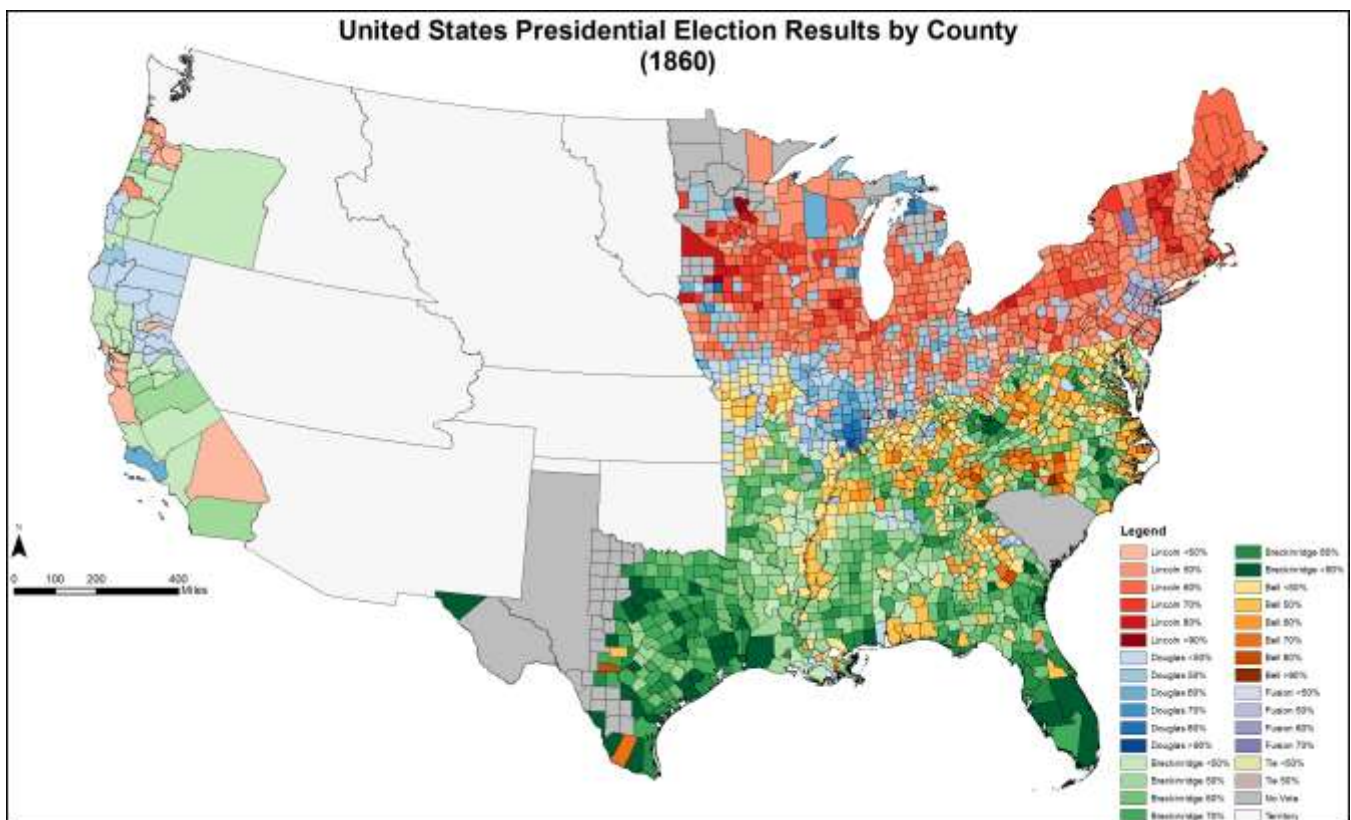 United States Presidential Election Results by County
(1860)
N
0 100 200 400
Miles
Legend
Lincoln <50%
Lincoln 50%
Lincoln 60%
Lincoln 70%
Lincoln 80%
Lincoln >90%
Douglas <50%
Douglas 50%
Douglas 60%
Douglas 70%
Douglas 80%
Douglas >90%
Breckinridge <50%
Breckinridge 50%
Breckinridge 60%
Breckinridge 70%
Breckinridge 80%
Breckinridge
Bell <50%
Bell 50%
Bell 60%
Bell 70%
Bell 80%
Bell >90%
Fusion <50%
Fusion 50%
Fusion 60%
Fusion 70%
Tie <50%
Tie 50%
No Vote
Territory